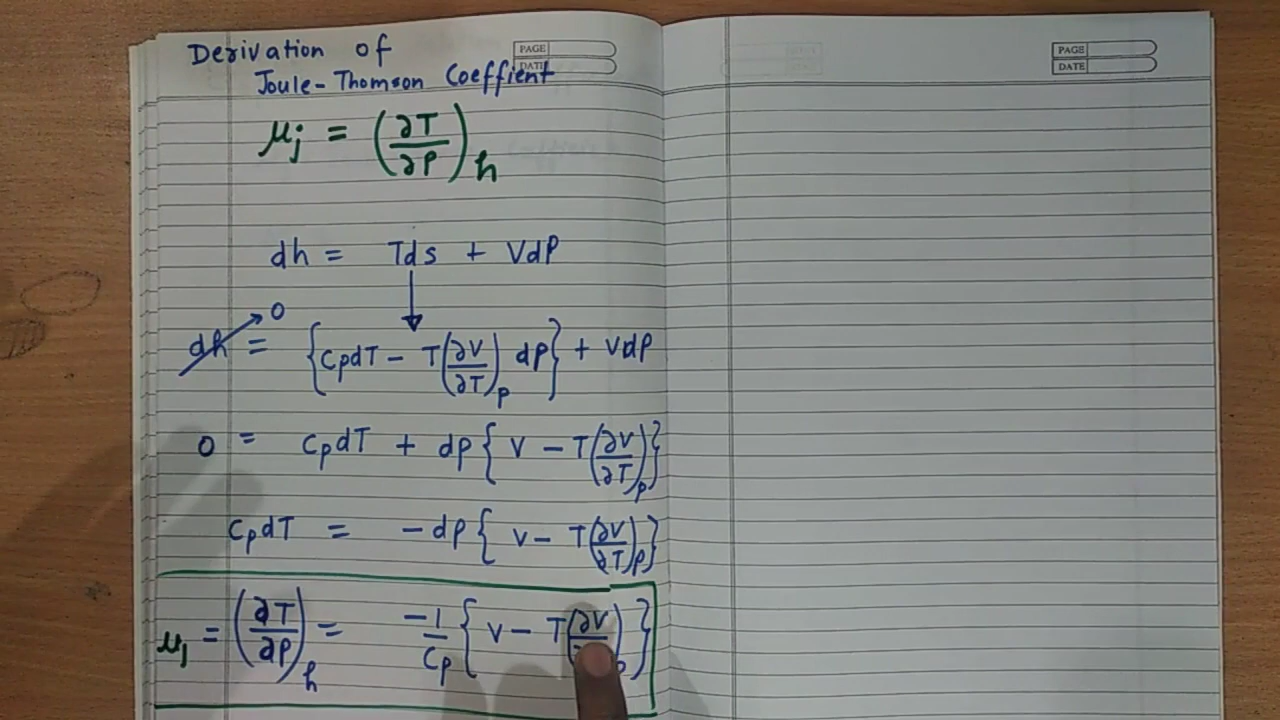 Derivation of
PAGE
DATE
Joule-Thomson Coeffient
PAGE
DATE
μj = (∂T/∂P)h
dh = Tds + VdP
dh = 0 {CpdT - T(∂V/∂T)p dp} + Vdp
0 = CpdT + dp { V - T(∂V/∂T)p}
CpdT = -dp { V - T(∂V/∂T)p}
μj = (∂T/∂P)h = -1/Cp { V - T(∂V/ )p}